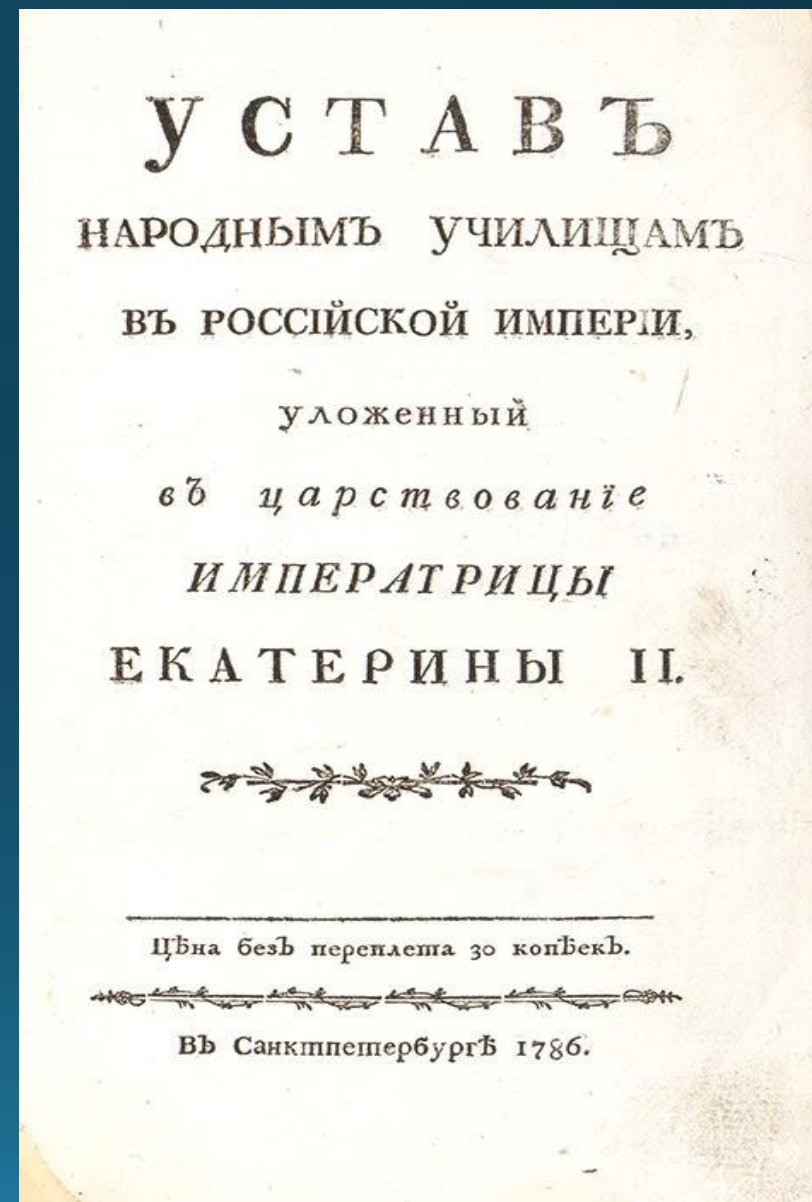 УСТАВЪ
НАРОДНЫМЪ УЧИЛИЩАМЪ
ВЪ РОССІЙСКОЙ ИМПЕРІИ,
уложенный
въ царствованїе
ИМПЕРАТРИЦЫ
ЕКАТЕРИНЫ II.
Цѣна безъ переплета 30 копѣекъ.
Въ Санктпетербургѣ 1786.